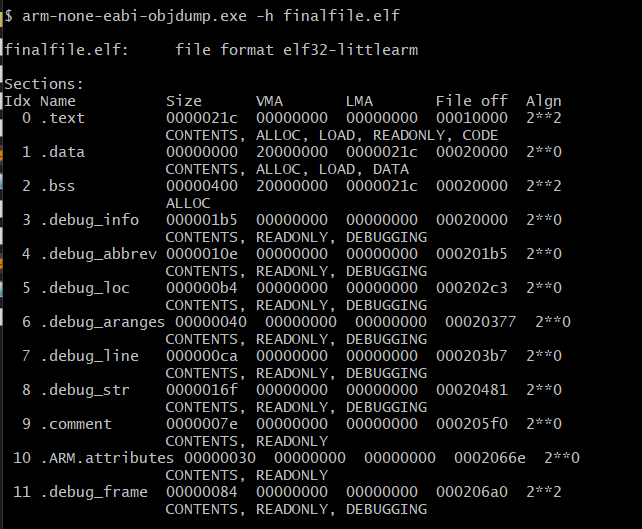 $ arm-none-eabi-objdump.exe -h finalfile.elf
finalfile.elf:     file format elf32-littlearm
Sections:
Idx Name          Size      VMA       LMA       File off  Algn
  0 .text         0000021c  00000000  00000000  00010000  2**2
                  CONTENTS, ALLOC, LOAD, READONLY, CODE
  1 .data         00000000  20000000  0000021c  00020000  2**0
                  CONTENTS, ALLOC, LOAD, DATA
  2 .bss          00000400  20000000  0000021c  00020000  2**2
                  ALLOC
  3 .debug_info   000001b5  00000000  00000000  00020000  2**0
                  CONTENTS, READONLY, DEBUGGING
  4 .debug_abbrev 0000010e  00000000  00000000  000201b5  2**0
                  CONTENTS, READONLY, DEBUGGING
  5 .debug_loc    000000b4  00000000  00000000  000202c3  2**0
                  CONTENTS, READONLY, DEBUGGING
  6 .debug_aranges 00000040  00000000  00000000  00020377  2**0
                  CONTENTS, READONLY, DEBUGGING
  7 .debug_line   000000ca  00000000  00000000  000203b7  2**0
                  CONTENTS, READONLY, DEBUGGING
  8 .debug_str    0000016f  00000000  00000000  00020481  2**0
                  CONTENTS, READONLY, DEBUGGING
  9 .comment      0000007e  00000000  00000000  000205f0  2**0
                  CONTENTS, READONLY
 10 .ARM.attributes 00000030  00000000  00000000  0002066e  2**0
                  CONTENTS, READONLY
 11 .debug_frame  00000084  00000000  00000000  000206a0  2**2
                  CONTENTS, READONLY, DEBUGGING